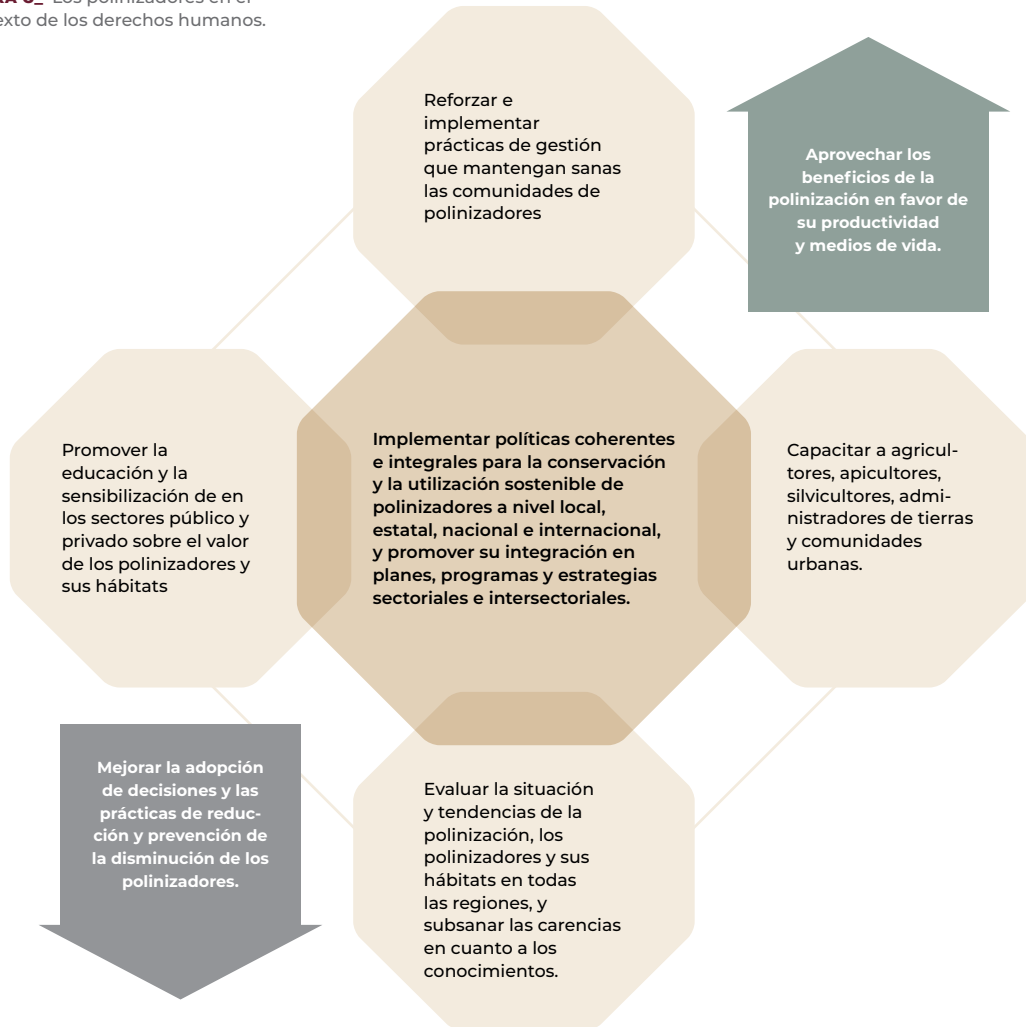 Los polinizadores en el
de los derechos humanos.
Reforzar e
implementar
prácticas de gestión
que mantengan sanas
las comunidades de
polinizadores
Aprovechar los
beneficios de la
polinización en favor de
su productividad
y medios de vida.
Promover la
educación y la
sensibilización de en
los sectores público y
privado sobre el valor
de los polinizadores y
sus hábitats
Implementar políticas coherentes
e integrales para la conservación
y la utilización sostenible de
polinizadores a nivel local,
estatal, nacional e internacional,
y promover su integración en
planes, programas y estrategias
sectoriales e intersectoriales.
Capacitar a agricul-
tores, apicultores,
silvicultores, admi-
nistradores de tierras
y comunidades
urbanas.
Mejorar la adopción
de decisiones y las
prácticas de reduc-
ción y prevención de
la disminución de los
polinizadores.
Evaluar la situación
y tendencias de la
polinización, los
polinizadores y sus
hábitats en todas
las regiones, y
subsanar las carencias
en cuanto a los
conocimientos.